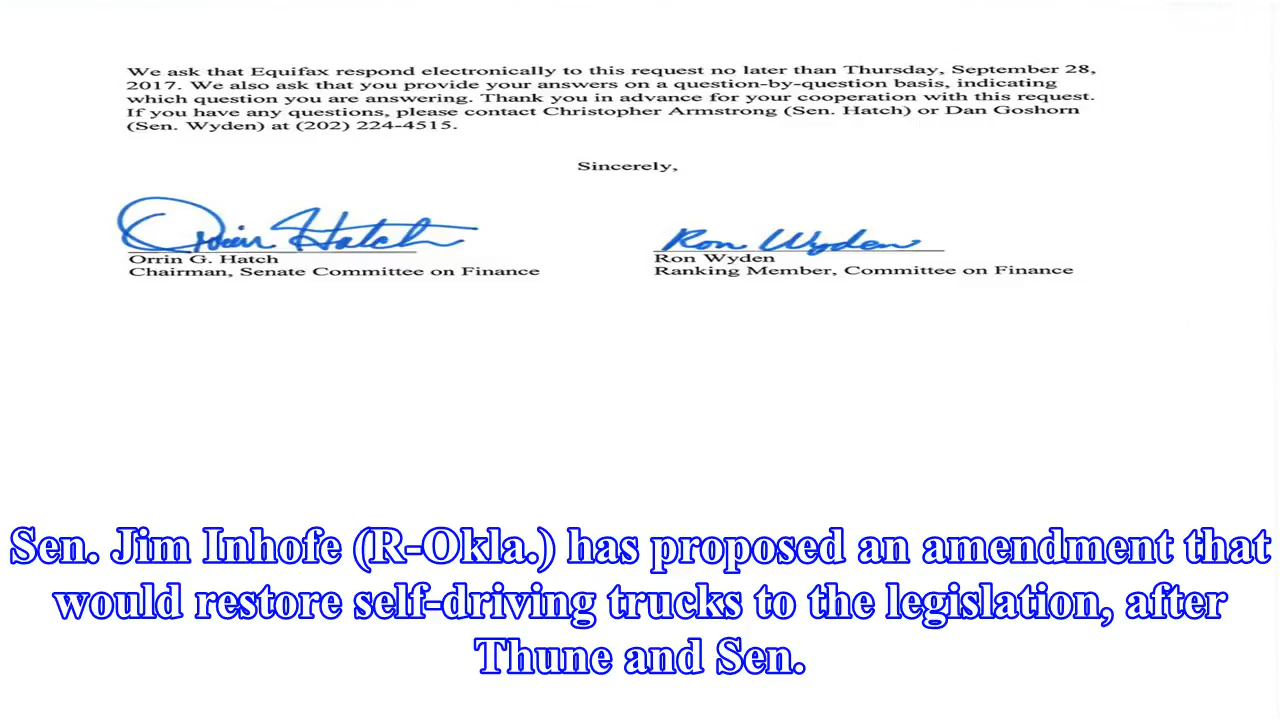 We ask that Equifax respond electronically to this request no later than Thursday, September 28,
2017. We also ask that you provide your answers on a question-by-question basis, indicating
which question you are answering. Thank you in advance for your cooperation with this request.
If you have any questions, please contact Christopher Armstrong (Sen. Hatch) or Dan Goshorn
(Sen. Wyden) at (202) 224-4515.
Sincerely,
Orrin Hatch
Ron Wyden
Orrin G. Hatch
Chairman, Senate Committee on Finance
Ron Wyden
Ranking Member, Committee on Finance
Sen. Jim Inhofe (R-Okla.) has proposed an amendment that
would restore self-driving trucks to the legislation, after
Thune and Sen.